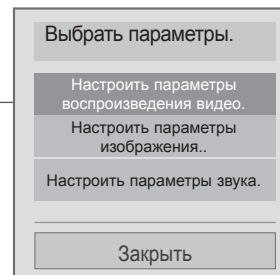 Выбрать параметры.
Настроить параметры
воспроизведения видео.
Настроить параметры
изображения..
Настроить параметры звука.
Закрыть